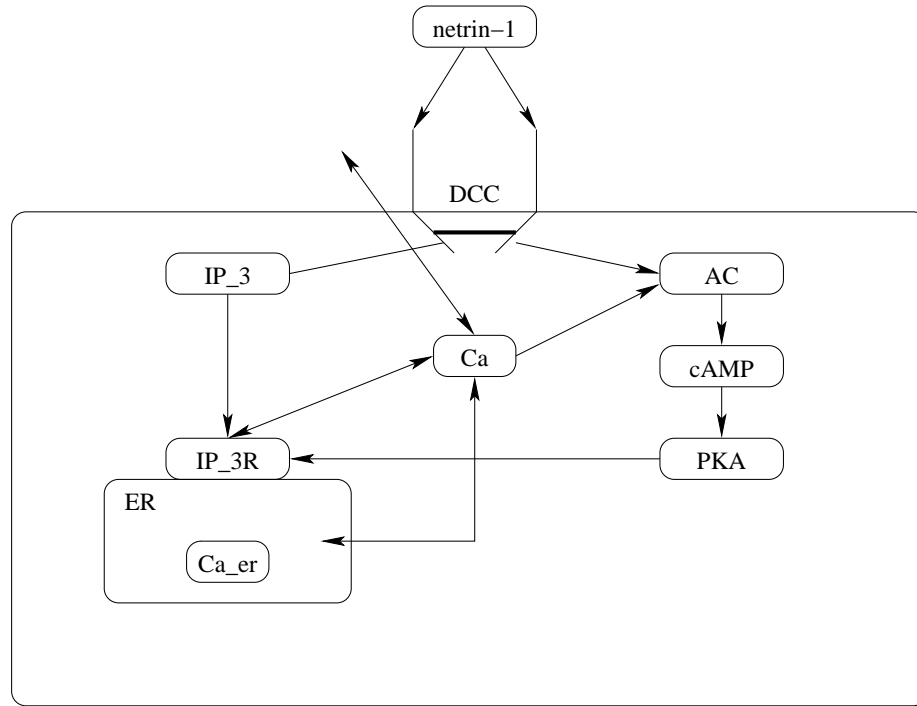 netrin−1
DCC
IP_3
AC
Ca
cAMP
IP_3R
PKA
ER
Ca_er